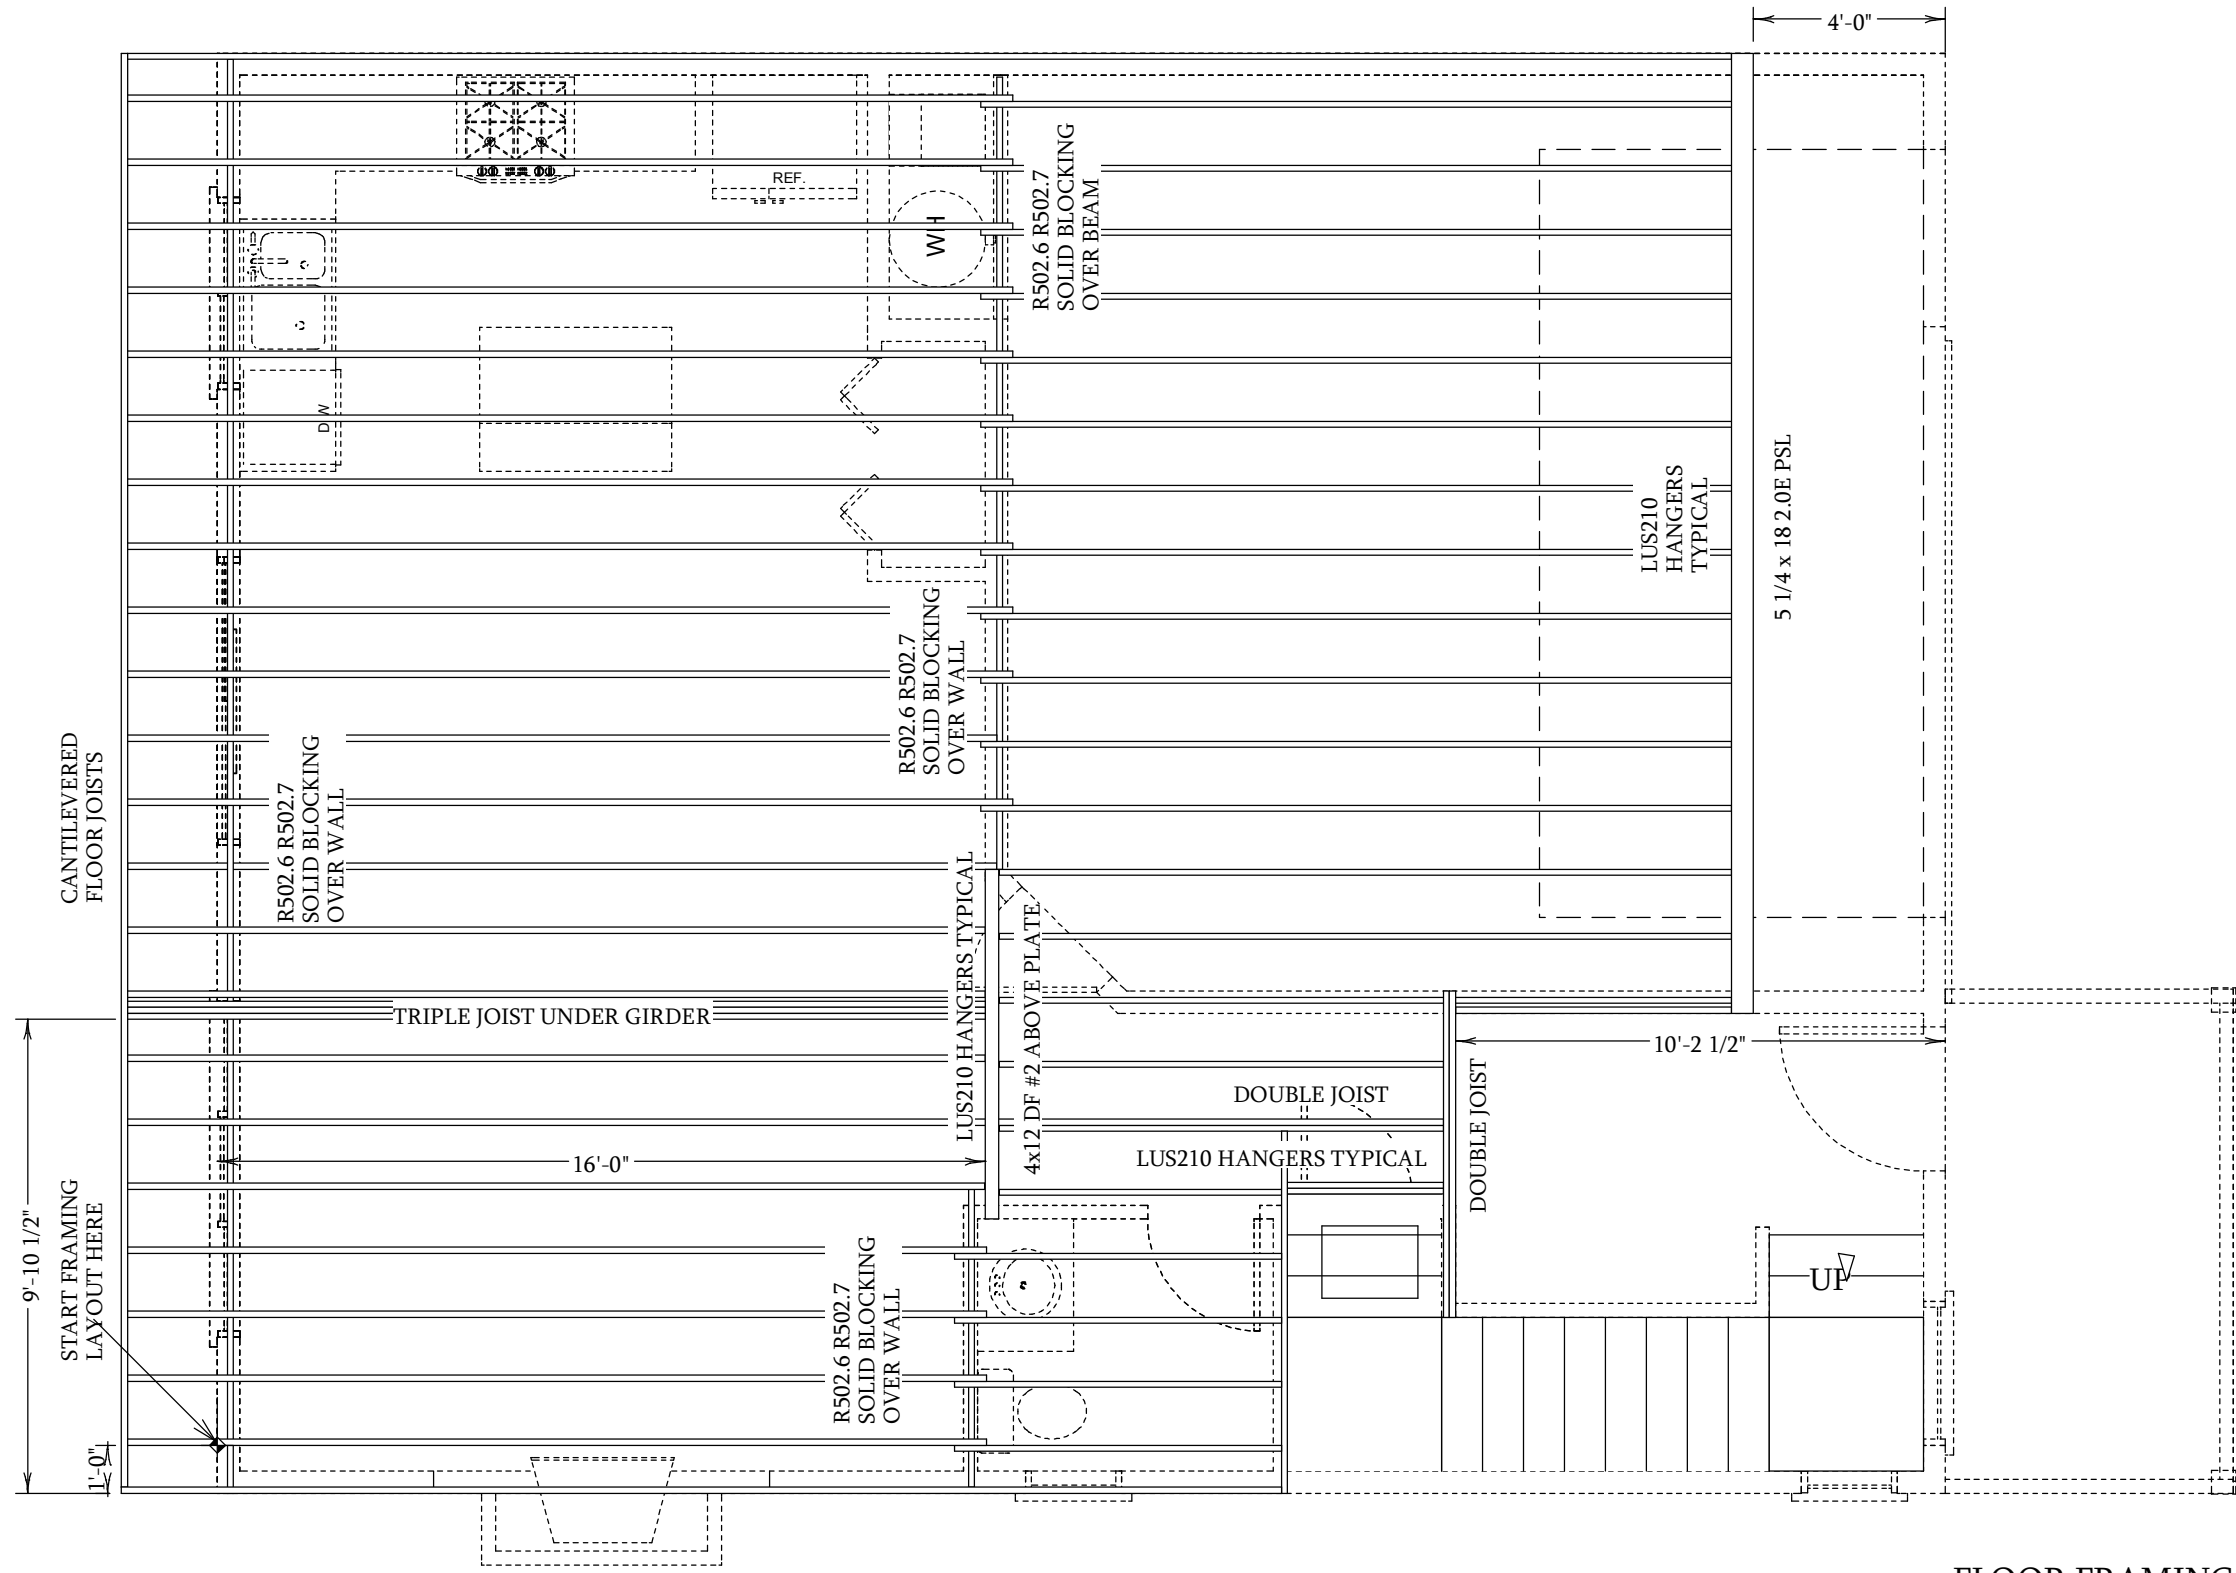 4'-0"
REF.
WH
R502.6 R502.7
SOLID BLOCKING
OVER BEAM
D W
LUS210
HANGERS
TYPICAL
5 1/4 x 18 2.0E PSL
R502.6 R502.7
SOLID BLOCKING
OVER WALL
CANTILEVERED
FLOOR JOISTS
R502.6 R502.7
SOLID BLOCKING
OVER WALL
LUS210 HANGERS TYPICAL
4x12 DF #2 ABOVE PLATE
TRIPLE JOIST UNDER GIRDER
10'-2 1/2"
DOUBLE JOIST
DOUBLE JOIST
LUS210 HANGERS TYPICAL
16'-0"
9'-10 1/2"
START FRAMING
LAYOUT HERE
R502.6 R502.7
SOLID BLOCKING
OVER WALL
UP
1'-0"
FLOOR FRAMING